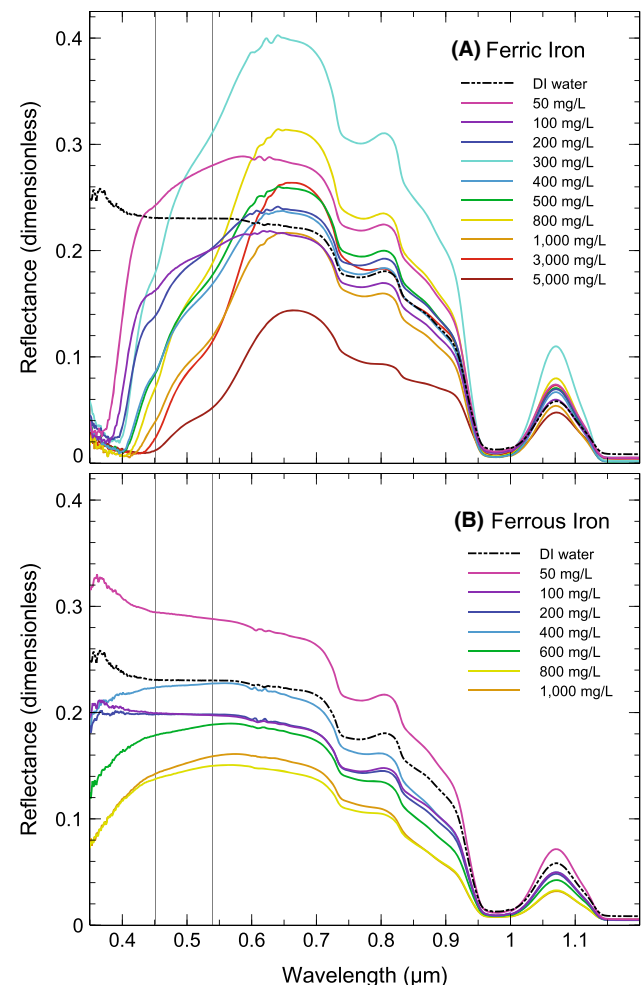 (A) Ferric Iron
DI water
50 mg/L
100 mg/L
200 mg/L
300 mg/L
400 mg/L
500 mg/L
800 mg/L
1,000 mg/L
3,000 mg/L
5,000 mg/L
0.4
0.3
0.2
0.1
0
Reflectance (dimensionless)
(B) Ferrous Iron
DI water
50 mg/L
100 mg/L
200 mg/L
400 mg/L
600 mg/L
800 mg/L
1,000 mg/L
0.4
0.3
0.2
0.1
0
Reflectance (dimensionless)
0.4 0.5 0.6 0.7 0.8 0.9 1 1.1
Wavelength (µm)